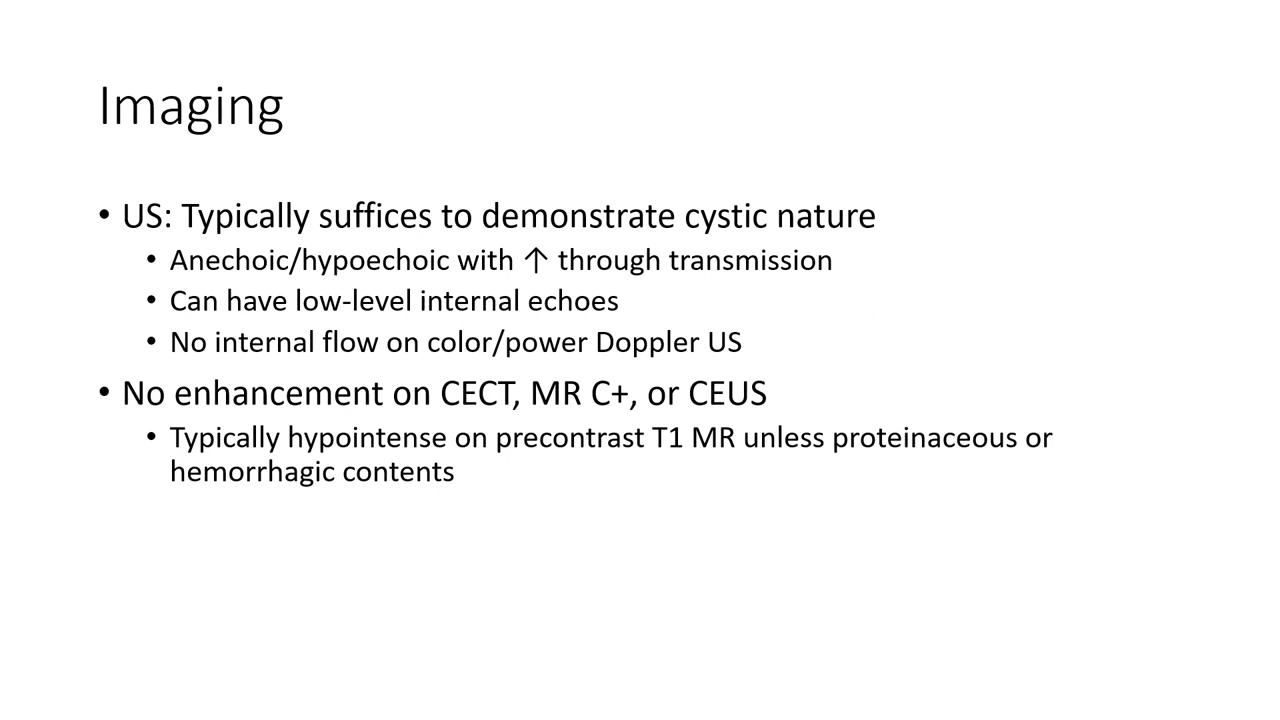 Imaging
• US: Typically suffices to demonstrate cystic nature
• Anechoic/hypoechoic with ↑ through transmission
• Can have low-level internal echoes
• No internal flow on color/power Doppler US
• No enhancement on CECT, MR C+, or CEUS
• Typically hypointense on precontrast T1 MR unless proteinaceous or
hemorrhagic contents